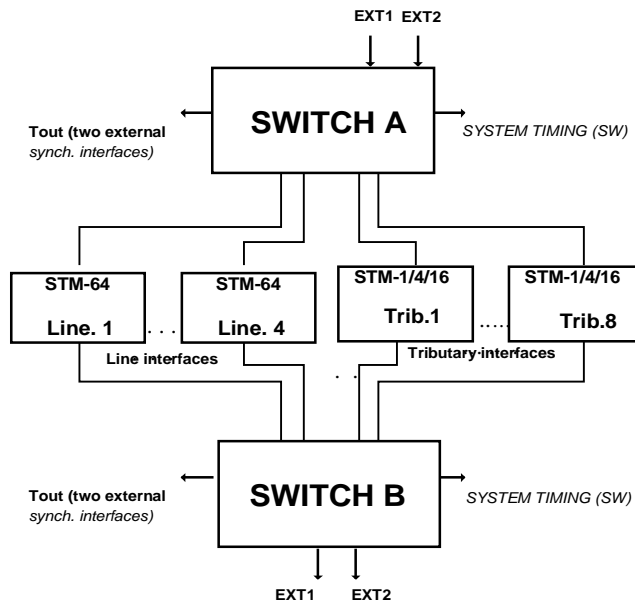 EXT1 EXT2
SWITCH A
Tout (two external
synch. interfaces)
SYSTEM TIMING (SW)
STM-64
Line. 1
. . .
STM-64
Line. 4
STM-1/4/16
Trib.1
.....
STM-1/4/16
Trib.8
Line interfaces
Tributary interfaces
. .
SWITCH B
Tout (two external
synch. interfaces)
SYSTEM TIMING (SW)
EXT1 EXT2